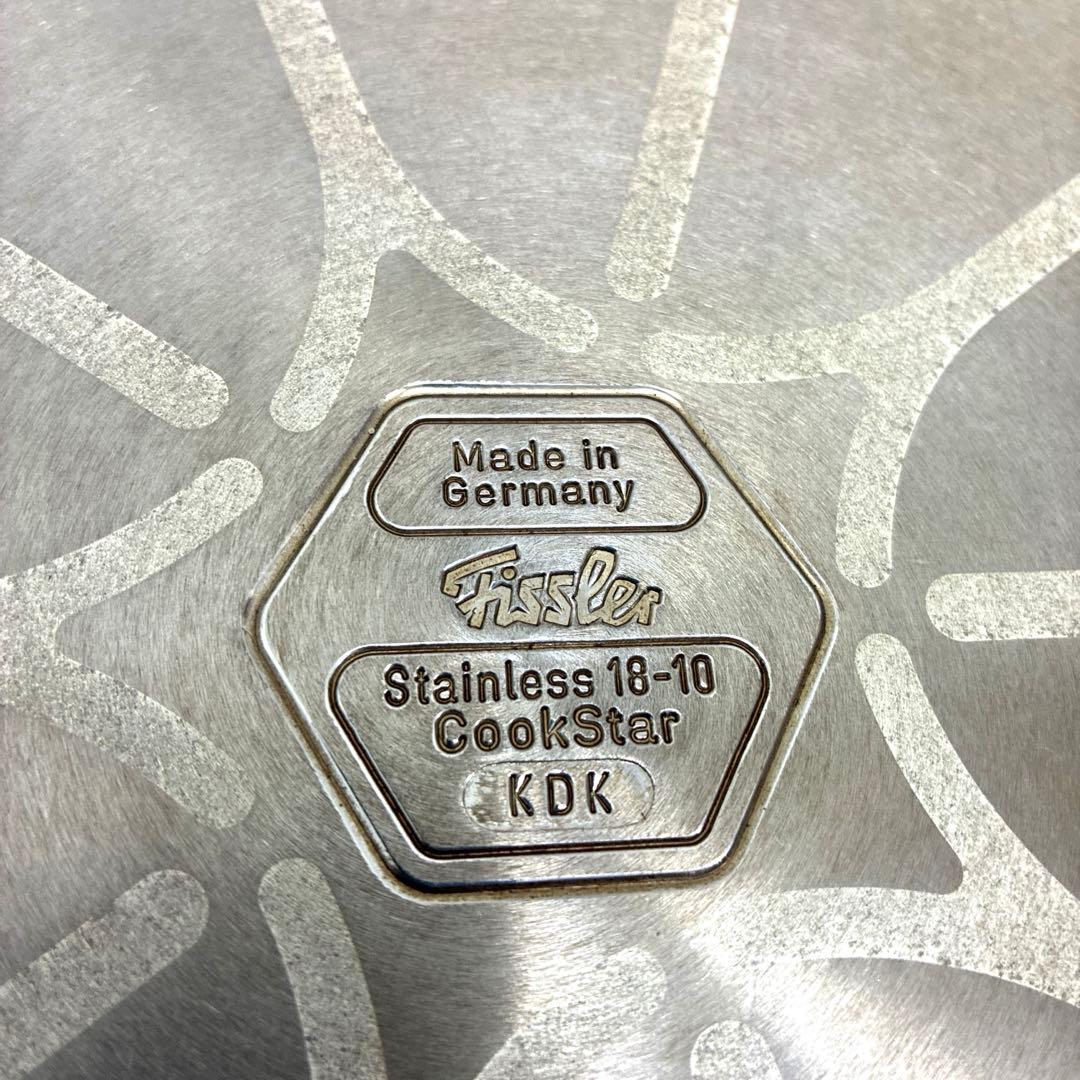 Made in
Germany
Fissler
Stainless 18-10
CookStar
KDK